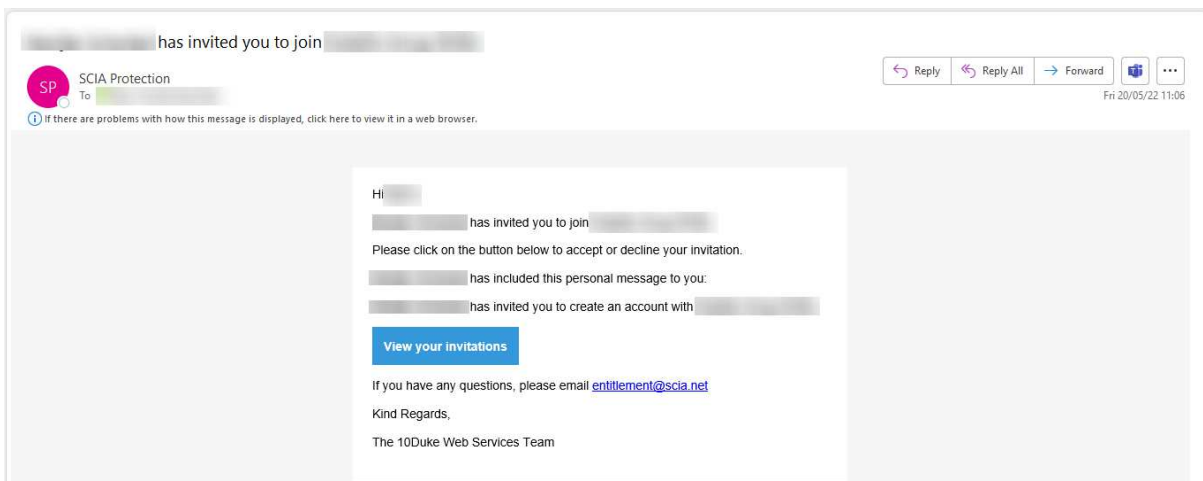 has invited you to join
SP
SCIA Protection
To
Reply
Reply All
Forward
Fri 20/05/22 11:06
If there are problems with how this message is displayed, click here to view it in a web browser.
Hi
has invited you to join
Please click on the button below to accept or decline your invitation.
has included this personal message to you:
has invited you to create an account with
View your invitations
If you have any questions, please email entitlement@scia.net
Kind Regards,
The 10Duke Web Services Team